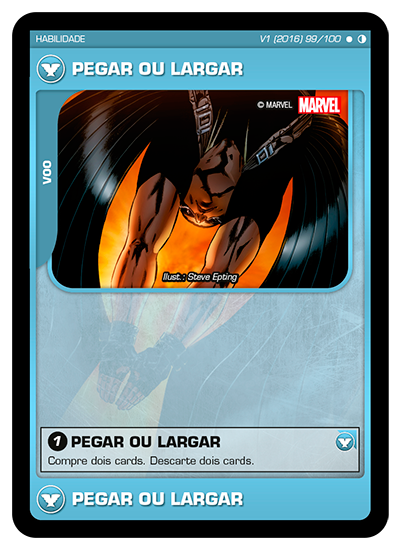 HABILIDADE
V1 (2016) 99/100
PEGAR OU LARGAR
© MARVEL MARVEL
VOO
Ilust.: Steve Epting
1 PEGAR OU LARGAR
Compre dois cards. Descarte dois cards.
PEGAR OU LARGAR